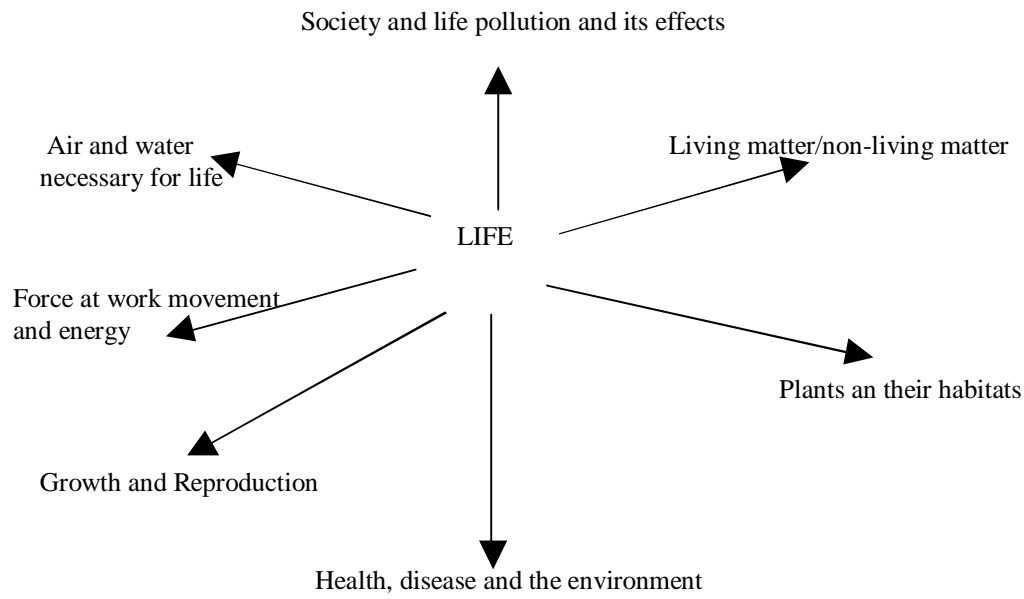 Society and life pollution and its effects
Air and water
necessary for life
Living matter/non-living matter
LIFE
Force at work movement
and energy
Plants an their habitats
Growth and Reproduction
Health, disease and the environment